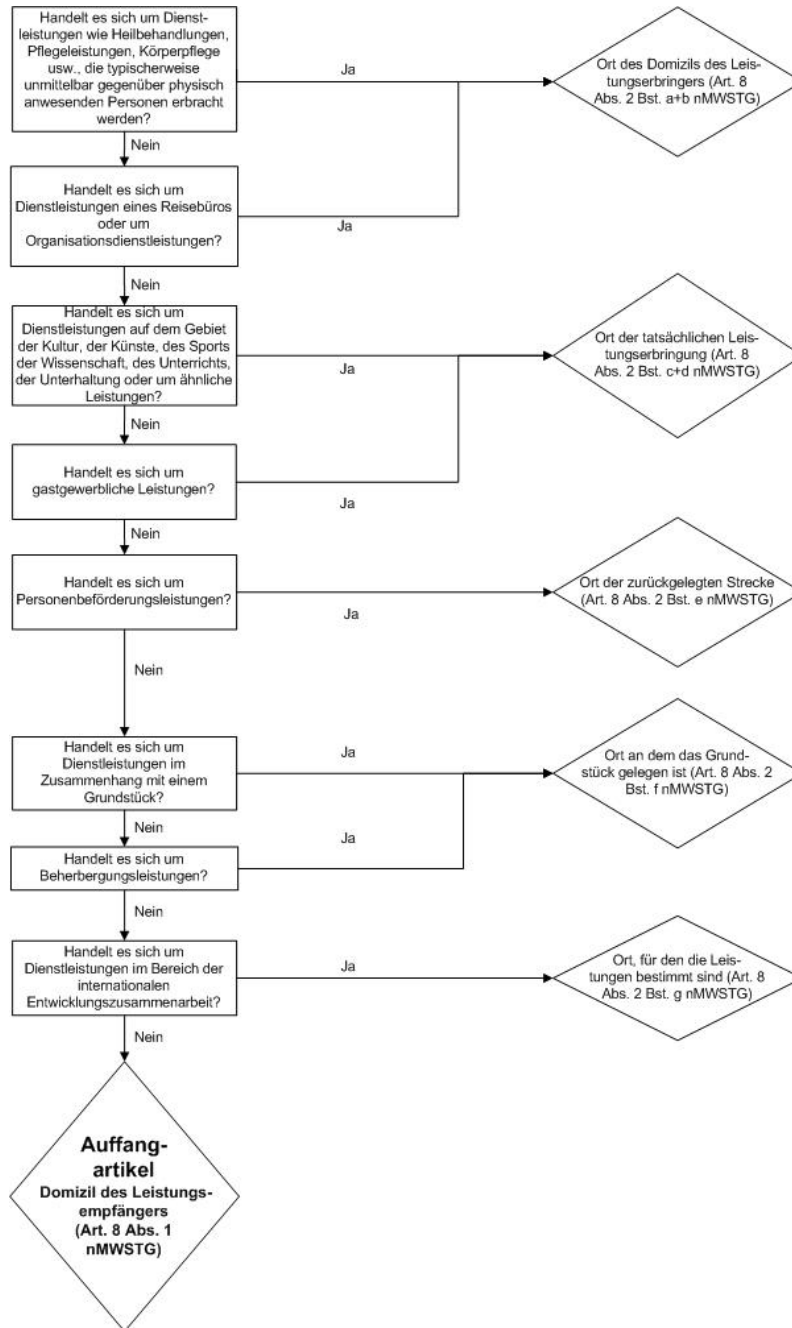 Handelt es sich um Dienst-
leistungen wie Heilbehandlungen,
Pflegeleistungen, Körperpflege
usw., die typischerweise
unmittelbar gegenüber physisch
anwesenden Personen erbracht
werden?
Ja
Ort des Domizils des Leis-
tungserbringers (Art. 8
Abs. 2 Bst. a+b nMWSTG)
Nein
Handelt es sich um
Dienstleistungen eines Reisebüros
oder um
Organisationsdienstleistungen?
Ja
Nein
Handelt es sich um
Dienstleistungen auf dem Gebiet
der Kultur, der Künste, des Sports
der Wissenschaft, des Unterrichts,
der Unterhaltung oder um ähnliche
Leistungen?
Ja
Ort der tatsächlichen Leis-
tungserbringung (Art. 8
Abs. 2 Bst. c+d nMWSTG)
Nein
Handelt es sich um
gastgewerbliche Leistungen?
Ja
Nein
Handelt es sich um
Personenbeförderungsleistungen?
Ja
Ort der zurückgelegten Strecke
(Art. 8 Abs. 2 Bst. e nMWSTG)
Nein
Handelt es sich um
Dienstleistungen im
Zusammenhang mit einem
Grundstück?
Ja
Ort an dem das Grund-
stück gelegen ist (Art. 8 Abs. 2
Bst. f nMWSTG)
Nein
Handelt es sich um
Beherbergungsleistungen?
Ja
Nein
Handelt es sich um
Dienstleistungen im Bereich der
internationalen
Entwicklungszusammenarbeit?
Ja
Ort, für den die Leis-
tungen bestimmt sind (Art. 8
Abs. 2 Bst. g nMWSTG)
Nein
Auffang-
artikel
Domizil des Leistungs-
empfängers
(Art. 8 Abs. 1
nMWSTG)